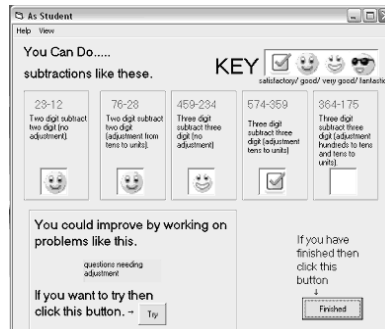 As Student
Help View
You Can Do.....
subtractions like these.
KEY
satisfactory/ good/ very good/ fantastic
23-12
Two digit subtract
two digit (no
adjustment).
76-28
Two digit subtract
two digit
(adjustment from
tens to units).
459-234
Three digit
subtract three
digit (no
adjustment)
574-359
Three digit
subtract three
digit (adjustment
tens to units)
364-175
Three digit
subtract three
digit (adjustment
hundreds to tens
and tens to
units).
You could improve by working on
problems like this.
questions needing
adjustment
If you want to try then
click this button. → Try
If you have
finished then
click this
button
↓
Finished